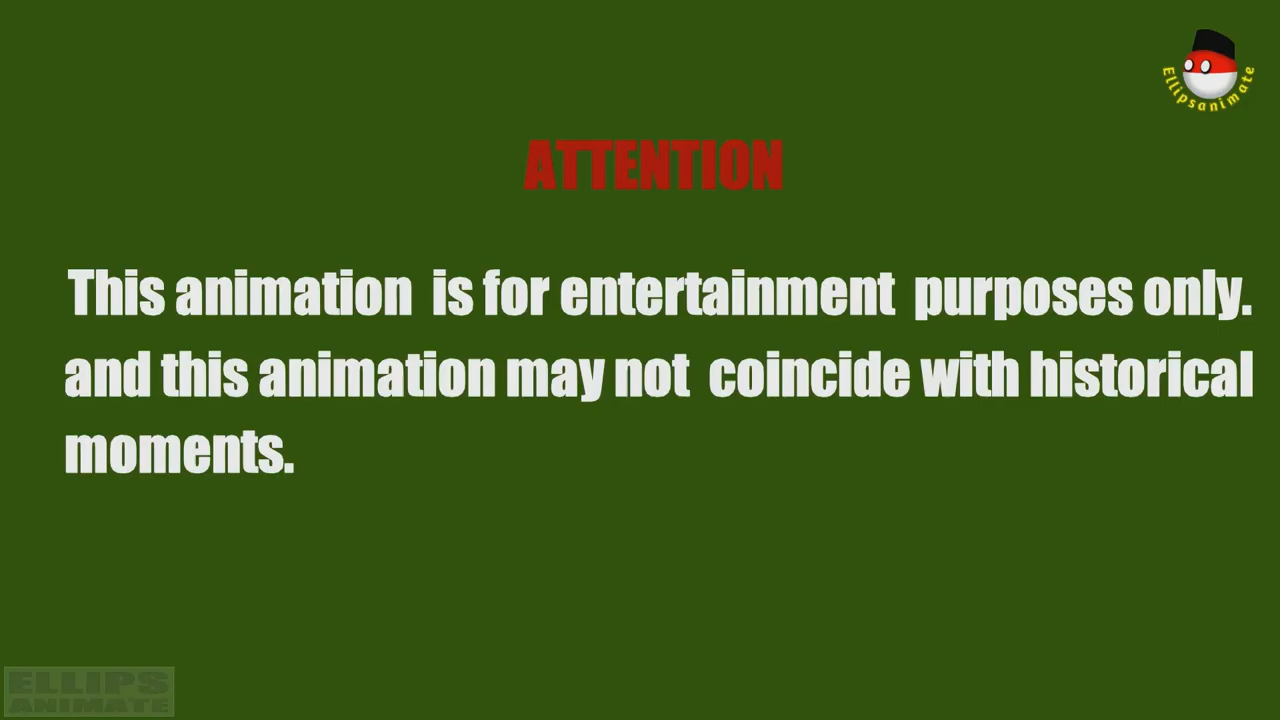 Ellipsanimate
ATTENTION
This animation is for entertainment purposes only.
and this animation may not coincide with historical
moments.
ELLIPS
ANIMATE